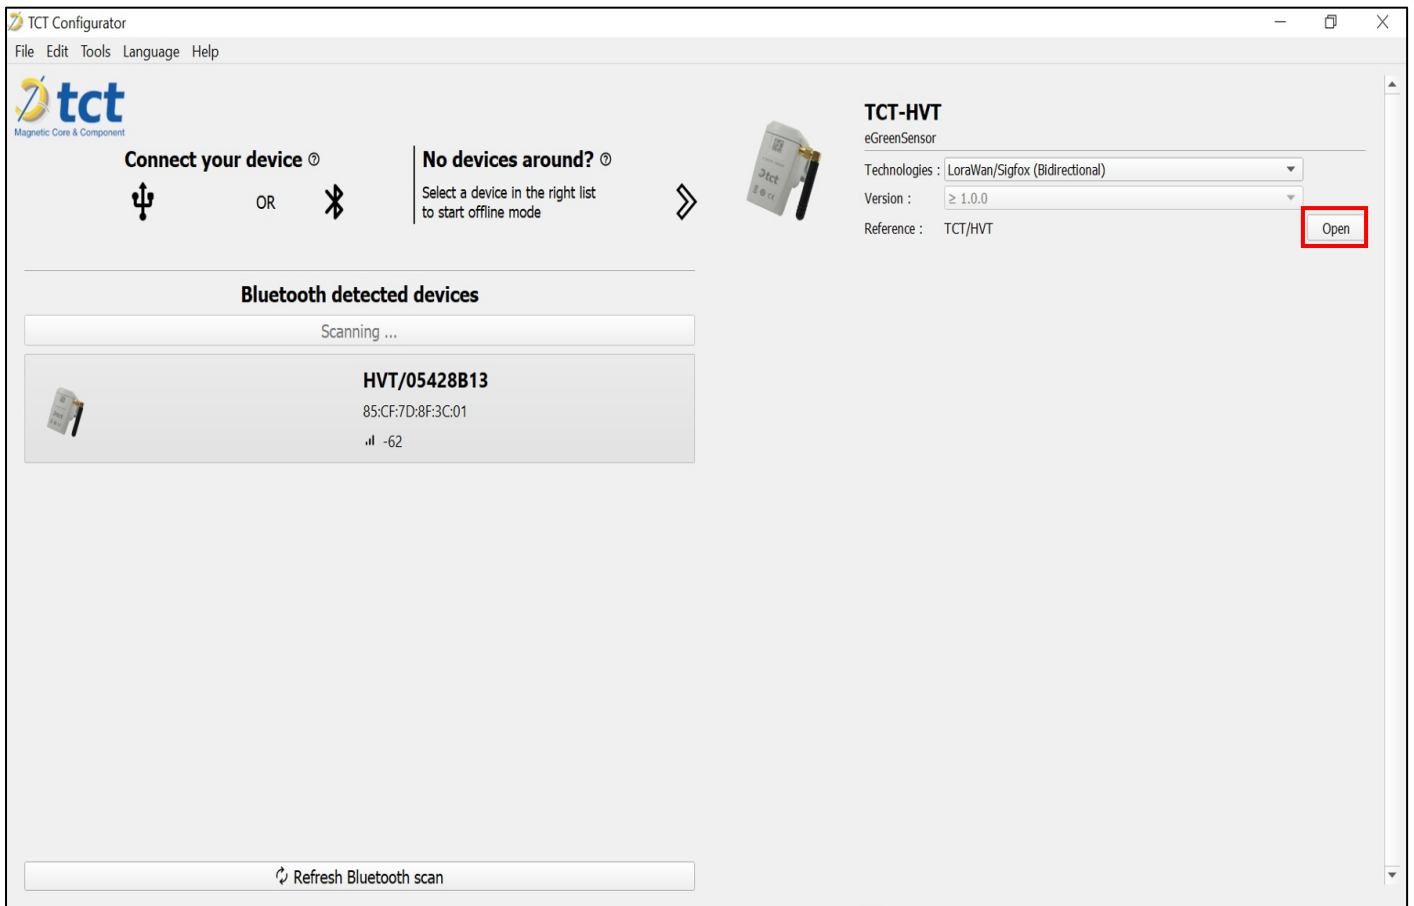 TCT Configurator
File Edit Tools Language Help
tct
Magnetic Core & Component
Connect your device
OR
No devices around?
Select a device in the right list
to start offline mode
Bluetooth detected devices
Scanning ...
HVT/05428B13
85:CF:7D:8F:3C:01
-62
Refresh Bluetooth scan
TCT-HVT
eGreenSensor
Technologies : LoraWan/Sigfox (Bidirectional)
Version : ≥ 1.0.0
Reference : TCT/HVT
Open
tct